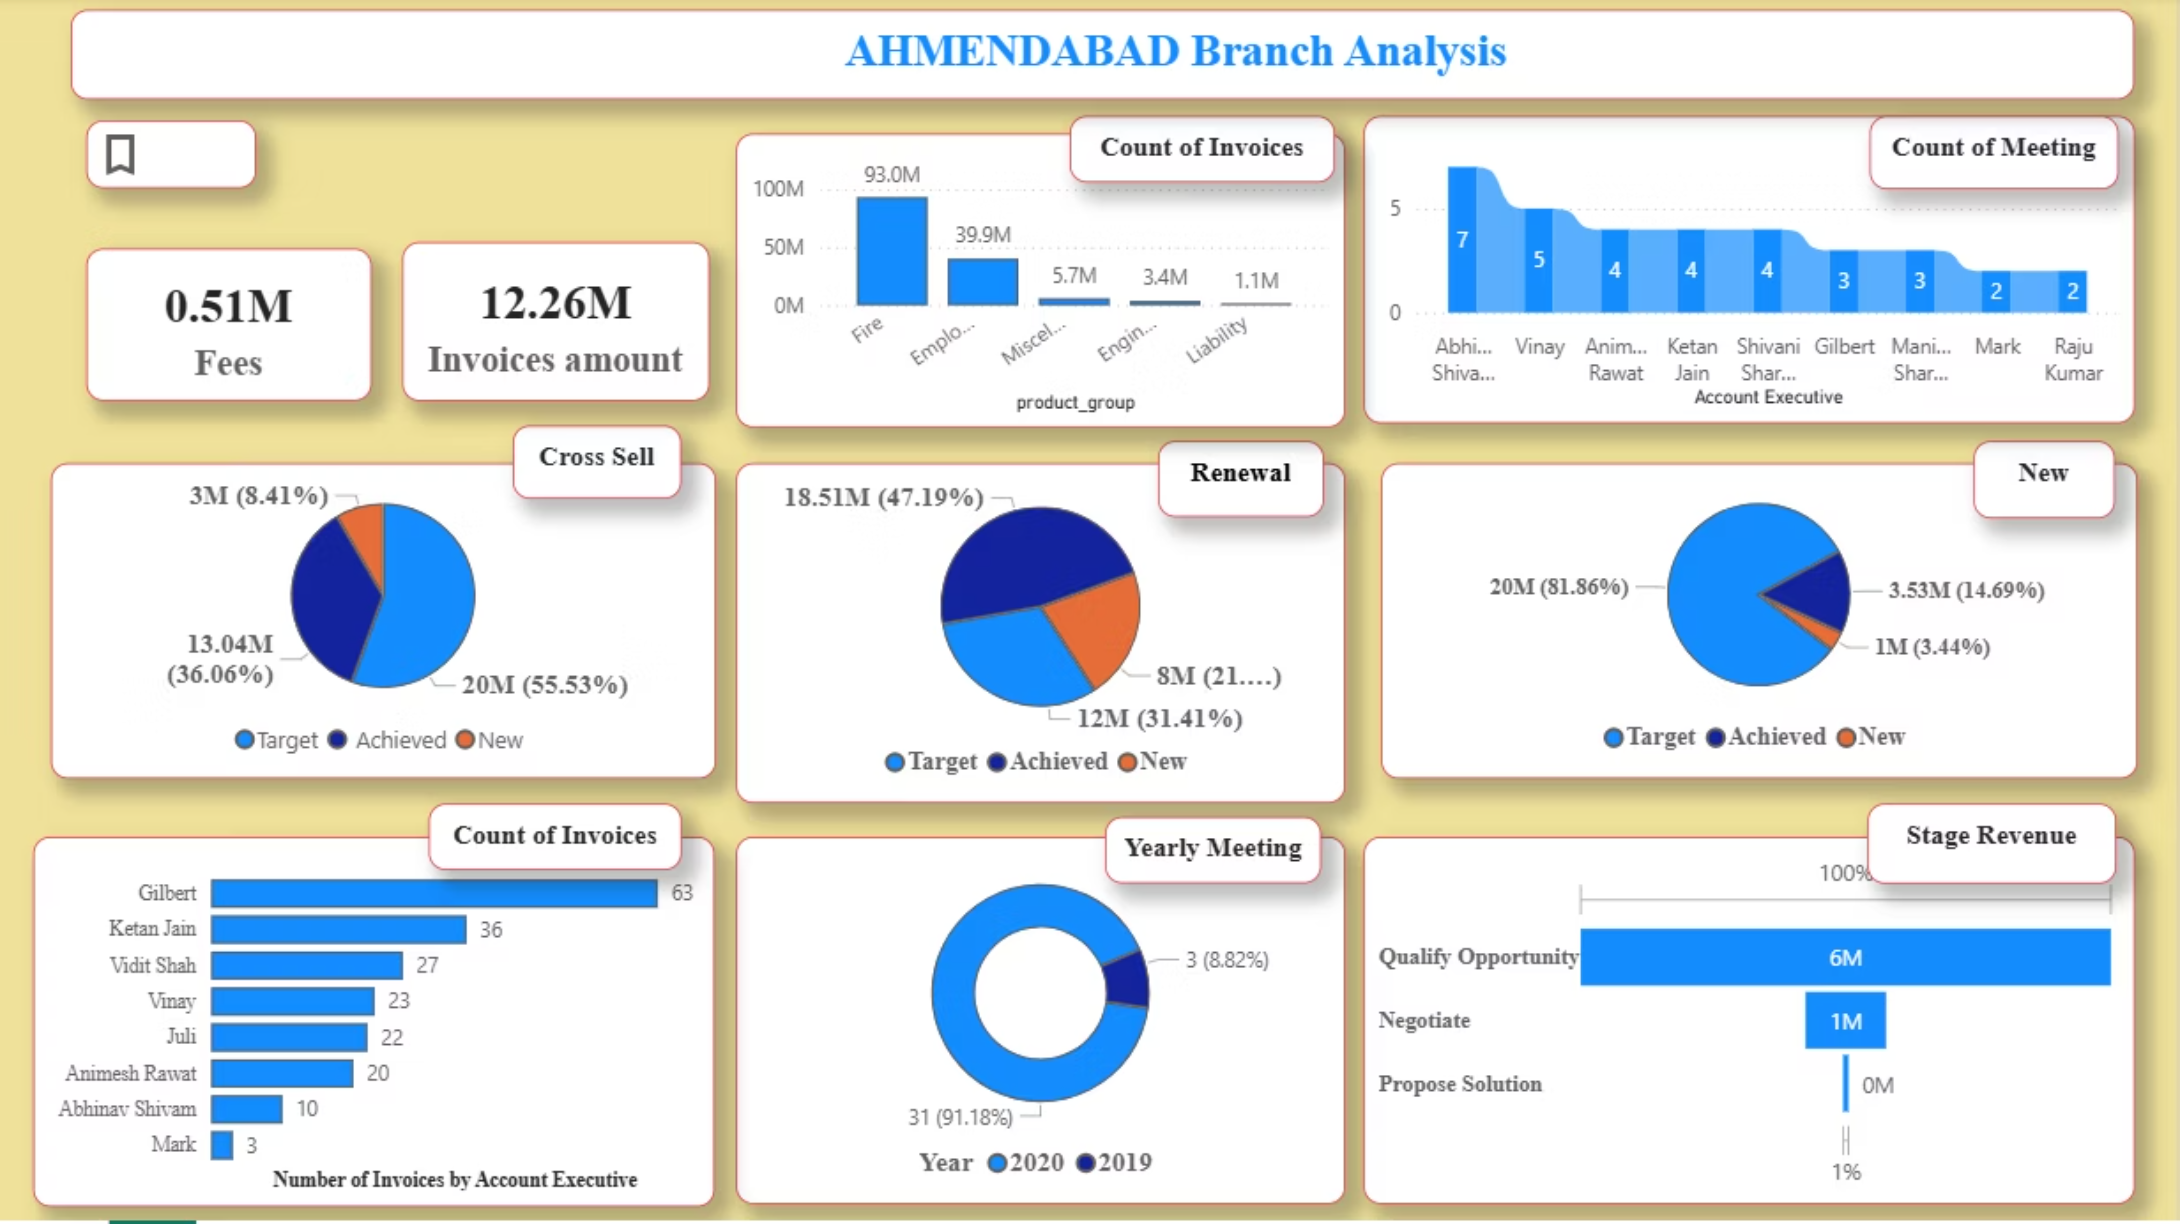 AHMENDABAD Branch Analysis
0.51M
Fees
12.26M
Invoices amount
Count of Invoices
93.0M
100M
39.9M
50M
5.7M
3.4M
1.1M
0M
Fire
Emplo...
Miscel...
Engin...
Liability
product_group
Count of Meeting
5
0
7
5
4
4
4
3
3
2
2
Abhi... Shiva...
Vinay
Anim... Rawat
Ketan Jain
Shivani Shar...
Gilbert
Mani... Shar...
Mark
Raju Kumar
Account Executive
Cross Sell
3M (8.41%)
13.04M
(36.06%)
20M (55.53%)
Target Achieved New
Renewal
18.51M (47.19%)
8M (21....)
12M (31.41%)
Target Achieved New
New
20M (81.86%)
3.53M (14.69%)
1M (3.44%)
Target Achieved New
Count of Invoices
Gilbert 63
Ketan Jain 36
Vidit Shah 27
Vinay 23
Juli 22
Animesh Rawat 20
Abhinav Shivam 10
Mark 3
Number of Invoices by Account Executive
Yearly Meeting
3 (8.82%)
31 (91.18%)
Year 2020 2019
Stage Revenue
100%
Qualify Opportunity 6M
Negotiate 1M
Propose Solution 0M
1%